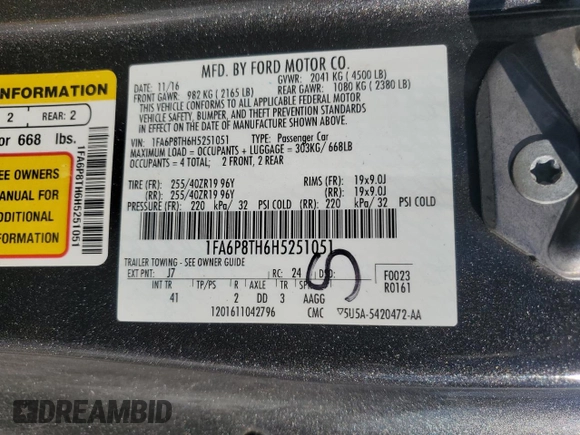 INFORMATION
2 REAR: 2
or 668 lbs.
SEE OWNERS
MANUAL FOR
ADDITIONAL
INFORMATION
1FA6P8TH6H5251051
MFD. BY FORD MOTOR CO.
DATE: 11/16 GVWR: 2041 KG ( 4500 LB)
FRONT GAWR: 982 KG ( 2165 LB) REAR GAWR: 1080 KG ( 2380 LB)
THIS VEHICLE CONFORMS TO ALL APPLICABLE FEDERAL MOTOR
VEHICLE SAFETY, BUMPER, AND THEFT PREVENTION STANDARDS
IN EFFECT ON THE DATE OF MANUFACTURE SHOWN ABOVE.
VIN: 1FA6P8TH6H5251051 TYPE: Passenger Car
MAXIMUM LOAD = OCCUPANTS + LUGGAGE = 303KG/ 668LB
OCCUPANTS = 4 TOTAL; 2 FRONT, 2 REAR
TIRE (FR): 255/40ZR19 96Y RIMS (FR): 19x9.0J
(RR): 255/40ZR19 96Y (RR): 19x9.0J
PRESSURE (FR): 220 kPa/ 32 PSI COLD (RR): 220 kPa/ 32 PSI COLD
1FA6P8TH6H5251051
TRAILER TOWING - SEE OWNER GUIDE
EXT PNT: J7 RC: 24 DSO: F0023
INT TR TP/PS R AXLE TR R0161
41 2 DD 3 AAGG
1201611042796 CMC ▽5U5A-5420472-AA
S
DREAMBID